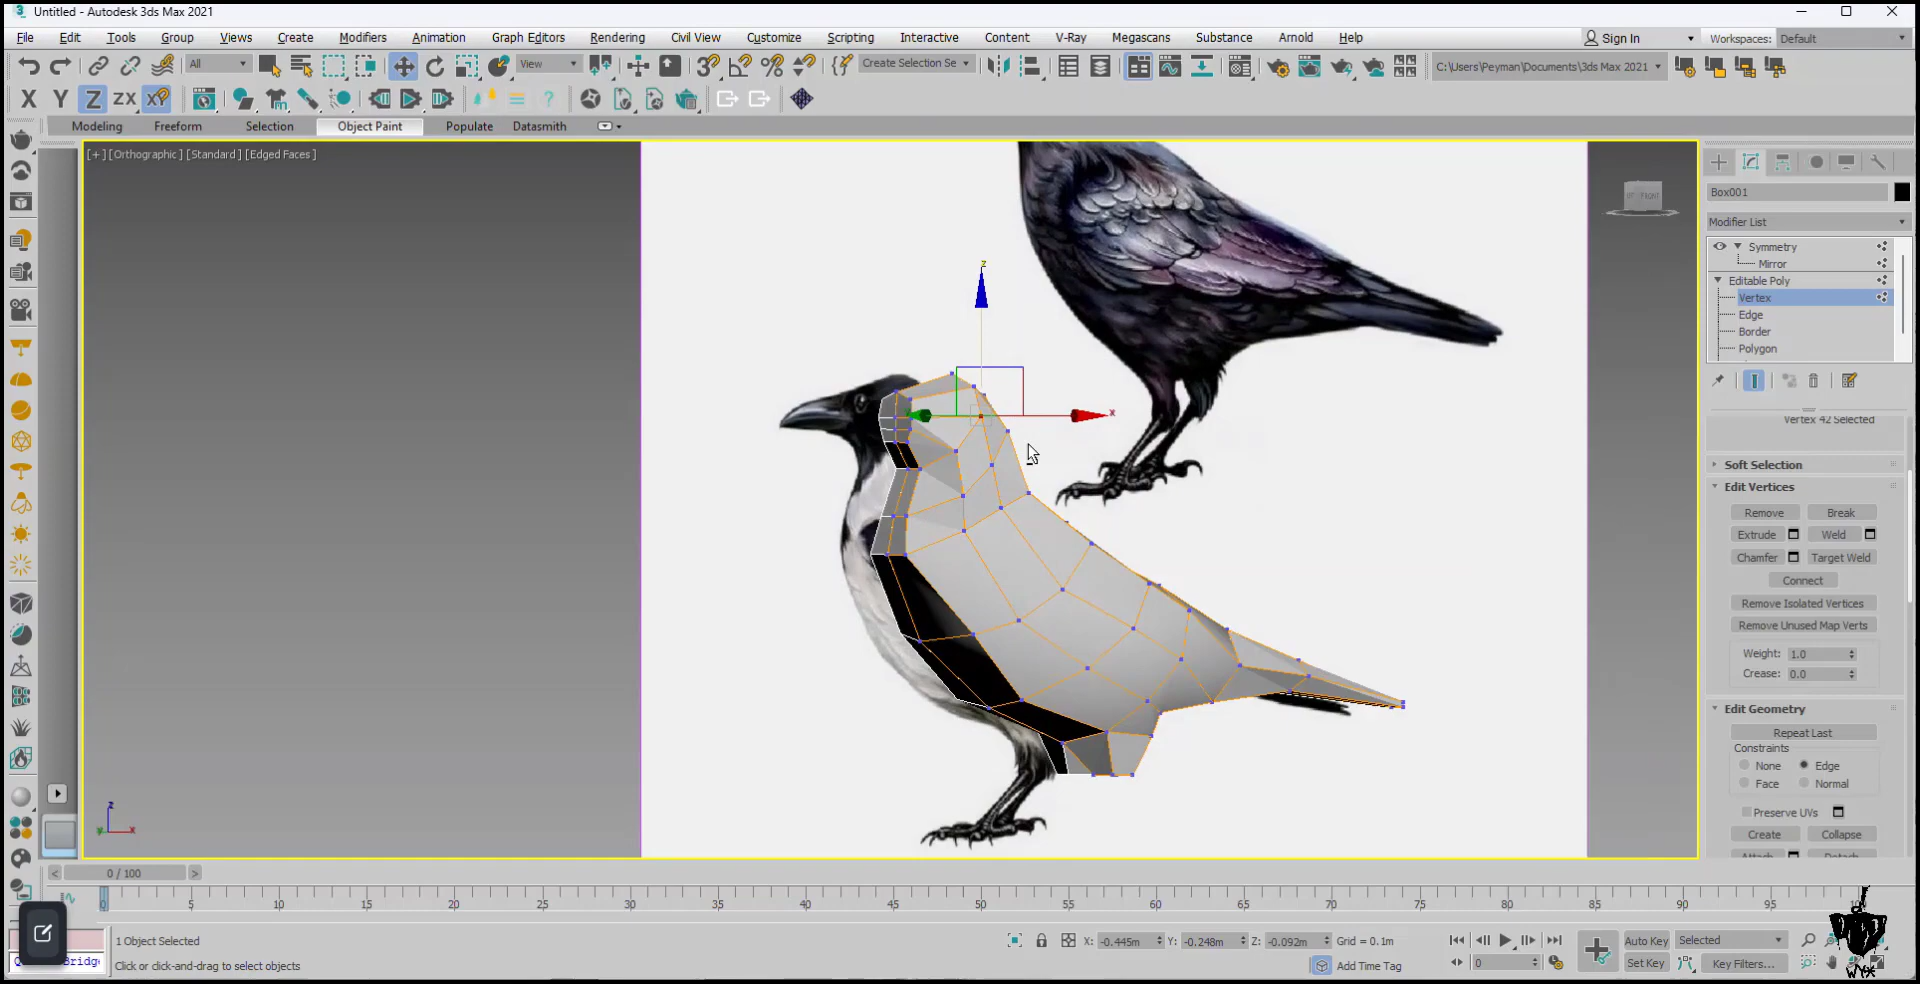 Untitled - Autodesk 3ds Max 2021
File Edit Tools Group Views Create Modifiers Animation Graph Editors Rendering Civil View Customize Scripting Interactive Content V-Ray Megascans Substance Arnold Help
Sign In Workspaces: Default
All View Create Selection Se C:\Users\Peyman\Documents\3ds Max 2021
X Y Z ZX XP
Modeling Freeform Selection Object Paint Populate Datasmith
[+] [Orthographic] [Standard] [Edged Faces]
FRONT
Box001
Modifier List
Symmetry
Mirror
Editable Poly
Vertex
Edge
Border
Polygon
Vertex 42 Selected
Soft Selection
Edit Vertices
Remove Break
Extrude Weld
Chamfer Target Weld
Connect
Remove Isolated Vertices
Remove Unused Map Verts
Weight: 1.0
Crease: 0.0
Edit Geometry
Repeat Last
Constraints
None Edge
Face Normal
Preserve UVs
Create Collapse
Attach Detach
z
x
z
y x
< 0 / 100 >
0 5 10 15 20 25 30 35 40 45 50 55 60 65 70 75 80 85 90 95
1 Object Selected
Click or click-and-drag to select objects
X: -0.445m Y: -0.248m Z: -0.092m Grid = 0.1m
Add Time Tag
0
Auto Key Selected
Set Key Key Filters...